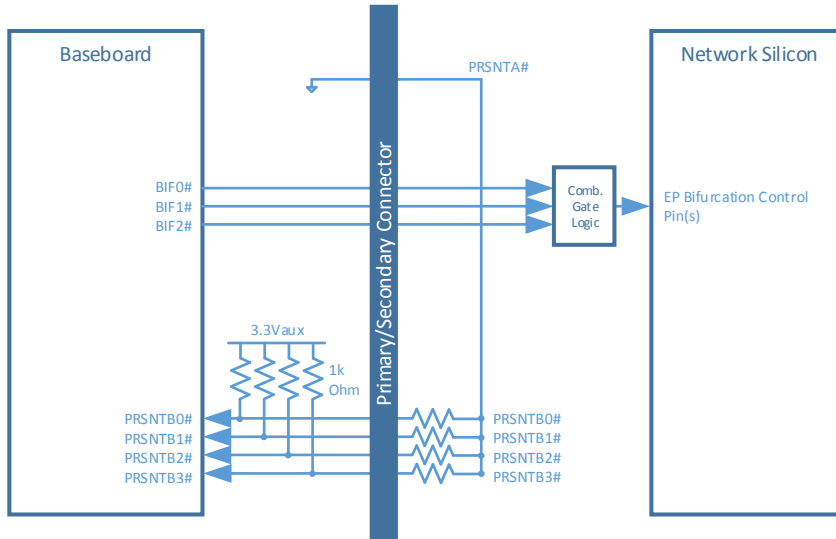 Baseboard
PRSNTA#
Network Silicon
Primary/Secondary Connector
BIF0#
BIF1#
BIF2#
Comb.
Gate
Logic
EP Bifurcation Control
Pin(s)
3.3Vaux
1k
Ohm
PRSNTB0#
PRSNTB1#
PRSNTB2#
PRSNTB3#
PRSNTB0#
PRSNTB1#
PRSNTB2#
PRSNTB3#